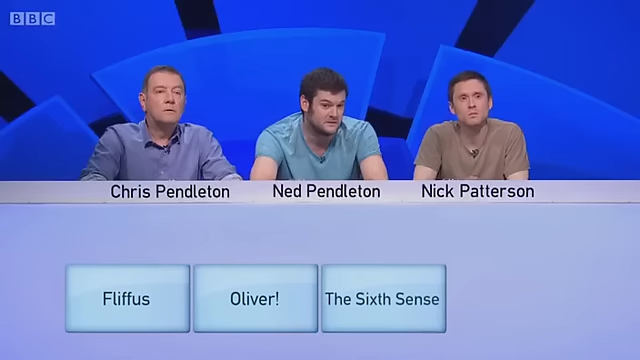 BBC
Chris Pendleton
Ned Pendleton
Nick Patterson
Fliffus
Oliver!
The Sixth Sense